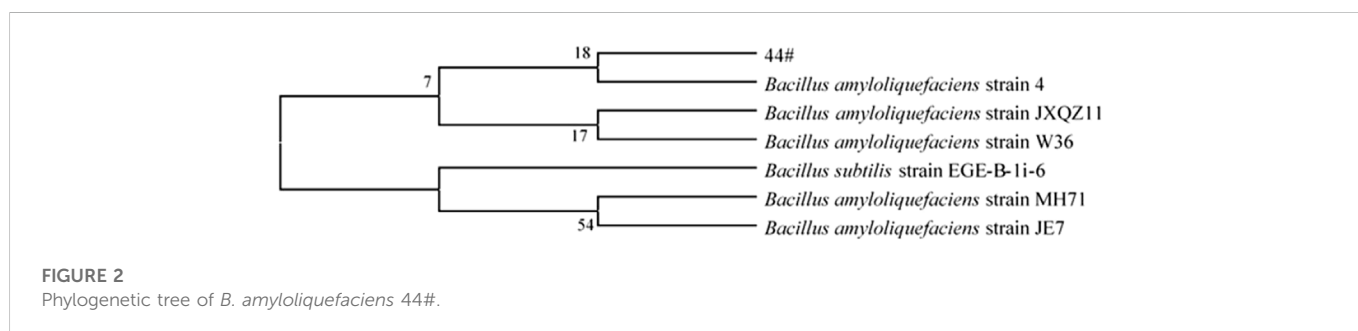 18
44#
7
Bacillus amyloliquefaciens strain 4
Bacillus amyloliquefaciens strain JXQZ11
17
Bacillus amyloliquefaciens strain W36
Bacillus subtilis strain EGE-B-1i-6
Bacillus amyloliquefaciens strain MH71
54
Bacillus amyloliquefaciens strain JE7
FIGURE 2
Phylogenetic tree of B. amyloliquefaciens 44#.